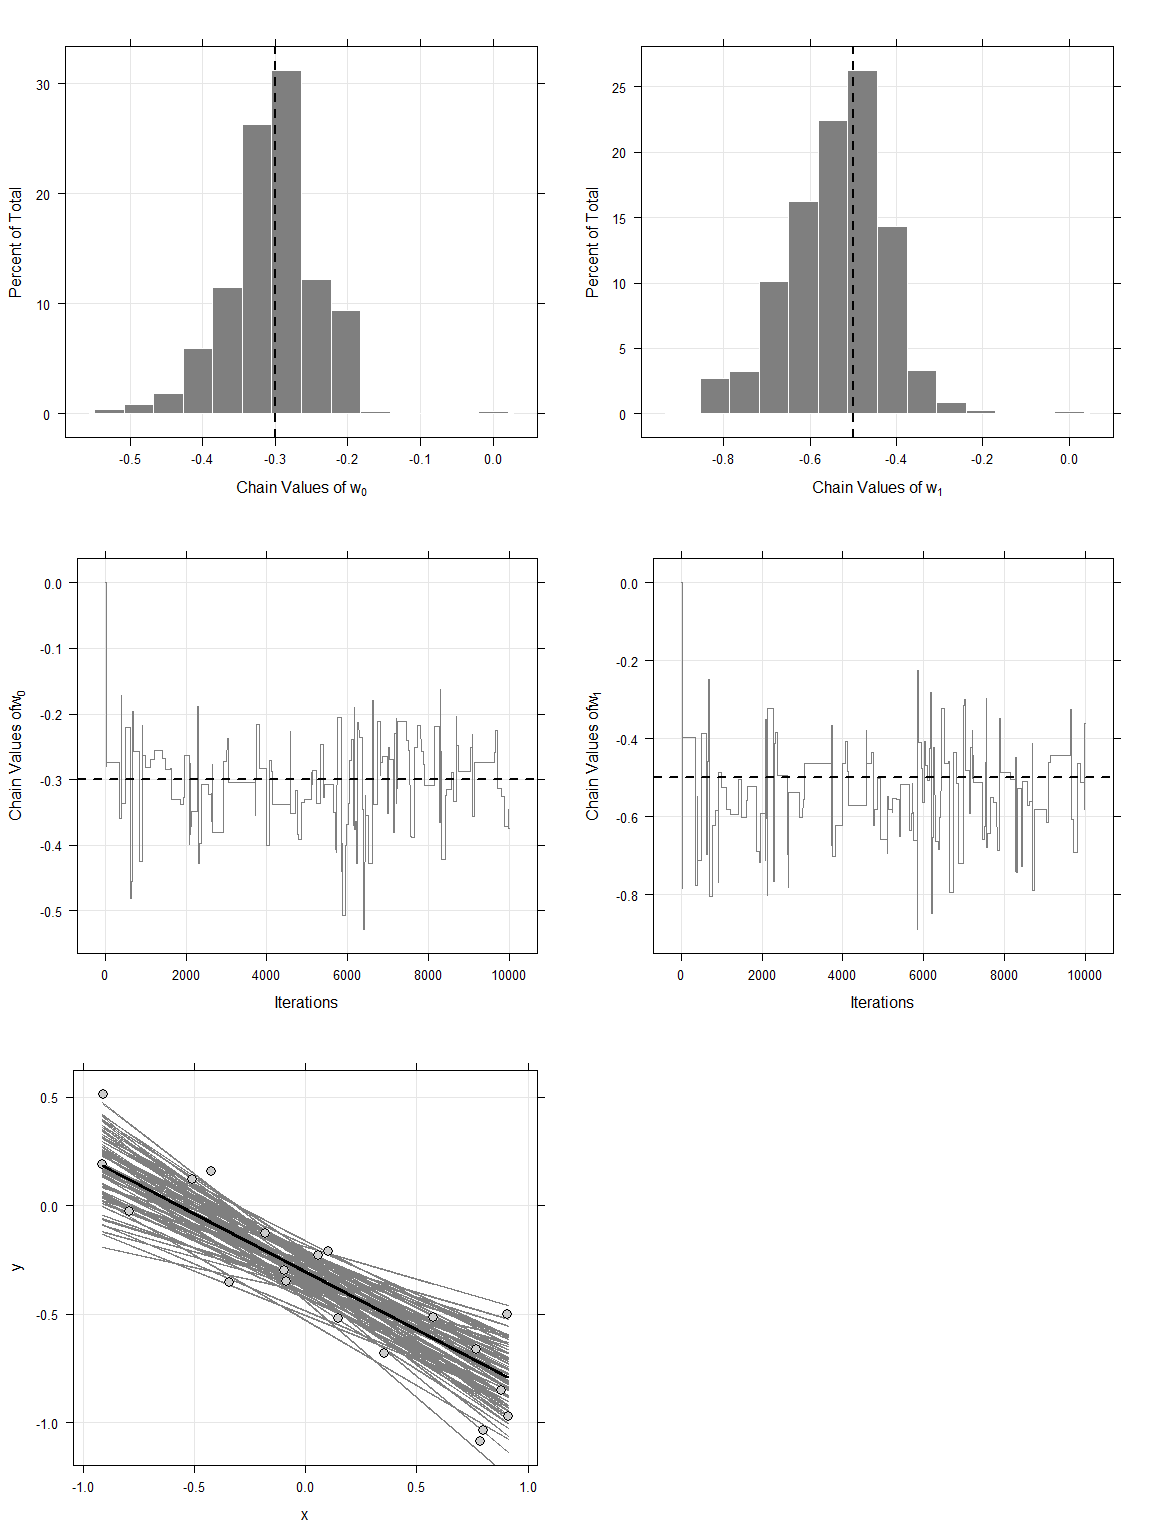 Percent of Total
30
20
10
0
-0.5 -0.4 -0.3 -0.2 -0.1 0.0
Chain Values of w0
Percent of Total
25
20
15
10
5
0
-0.8 -0.6 -0.4 -0.2 0.0
Chain Values of w1
Chain Values ofw0
0.0
-0.1
-0.2
-0.3
-0.4
-0.5
0 2000 4000 6000 8000 10000
Iterations
Chain Values ofw1
0.0
-0.2
-0.4
-0.6
-0.8
0 2000 4000 6000 8000 10000
Iterations
y
0.5
0.0
-0.5
-1.0
-1.0 -0.5 0.0 0.5 1.0
x